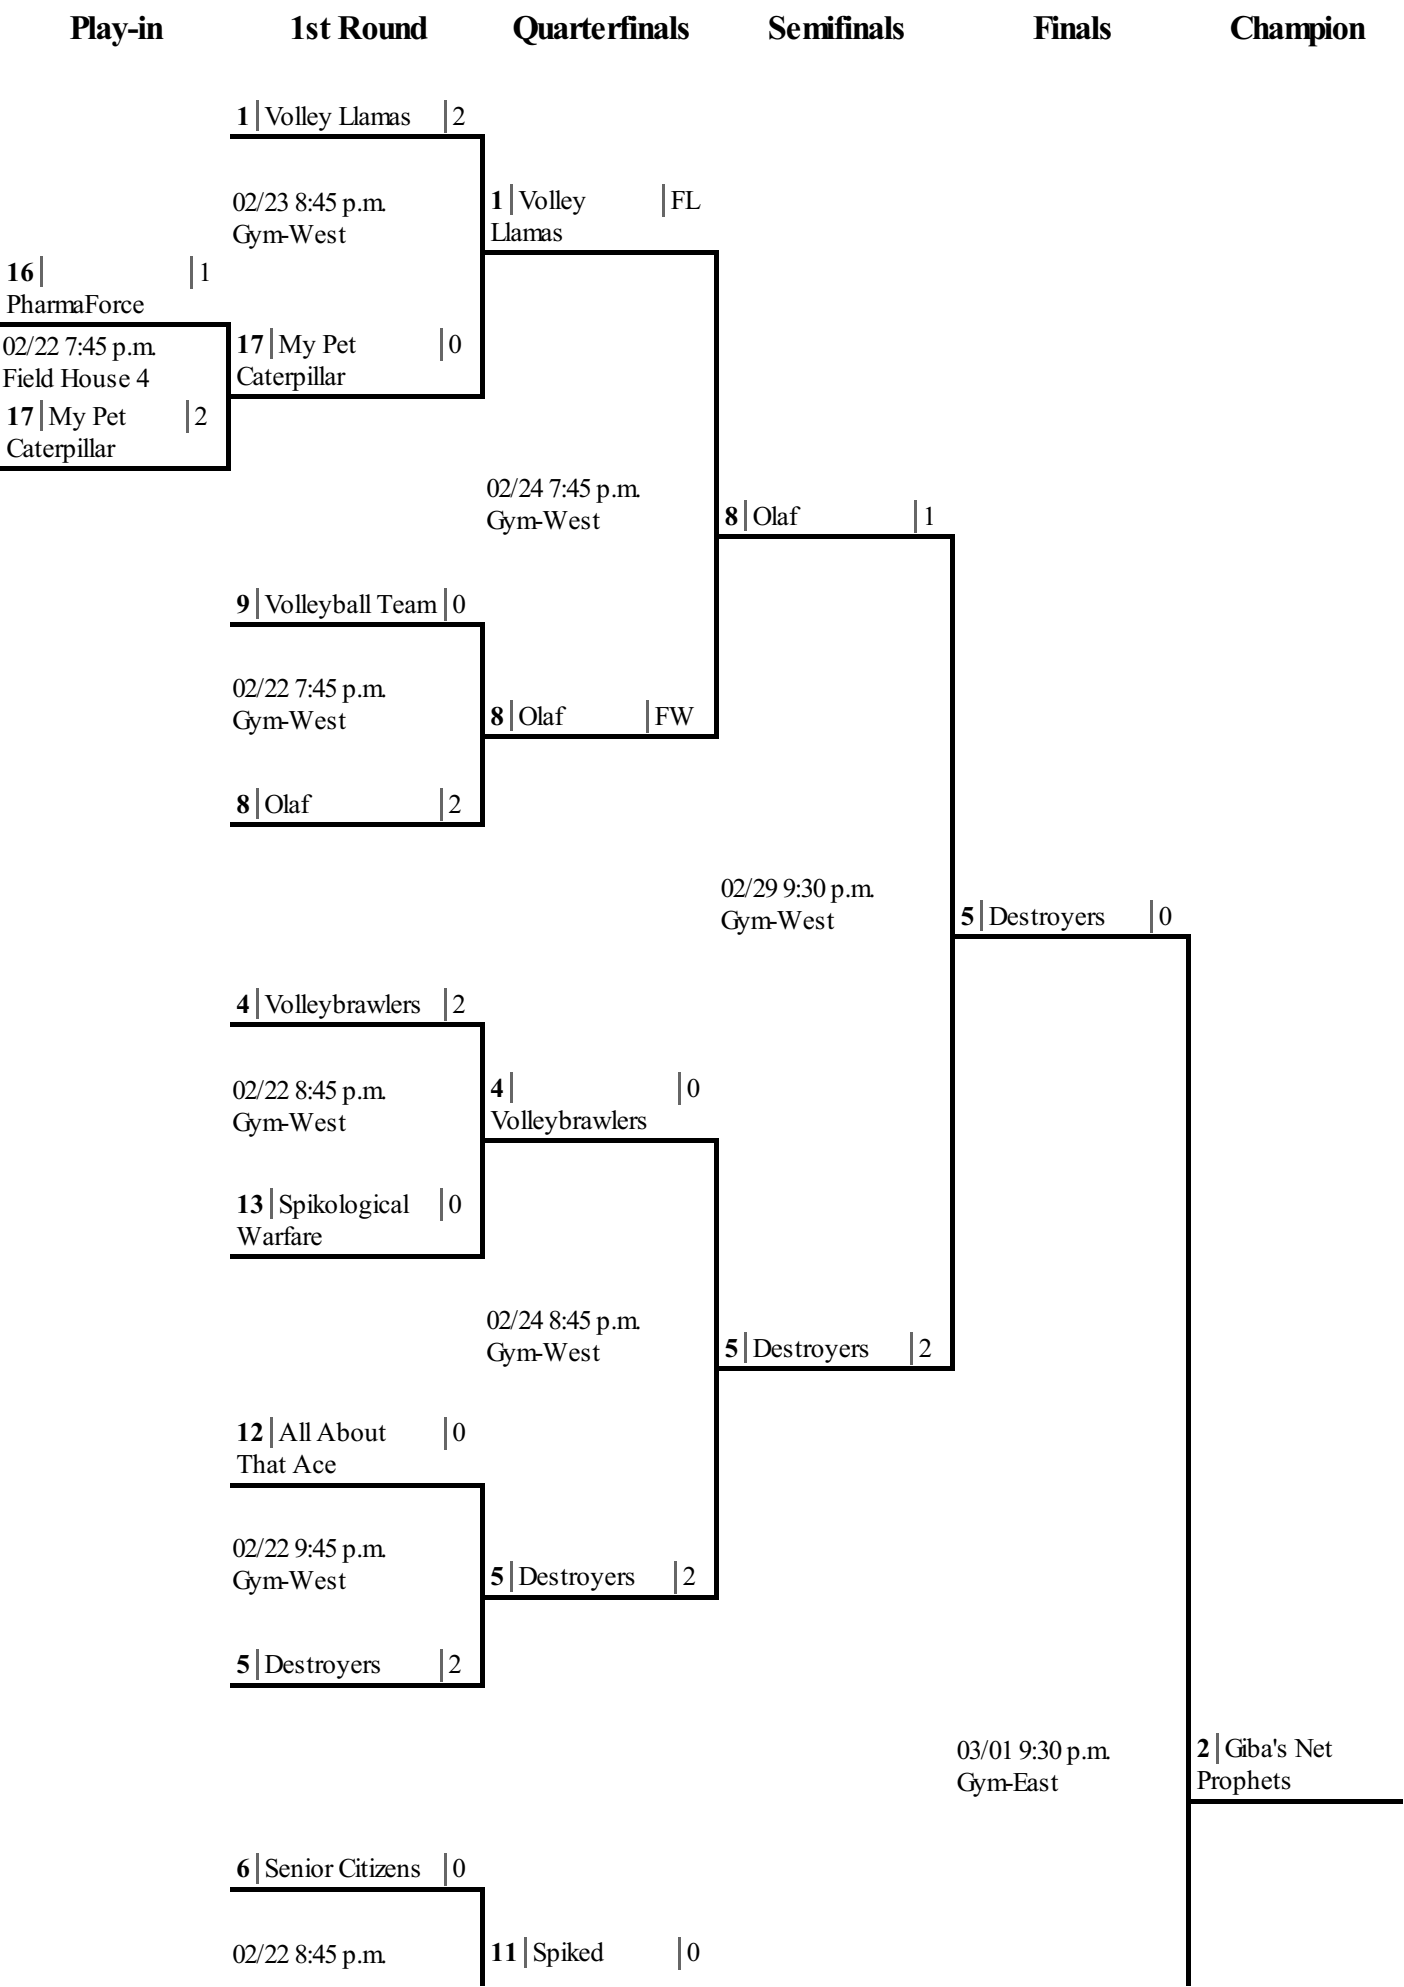 Play-in 1st Round Quarterfinals Semifinals Finals Champion
1 Volley Llamas 2
02/23 8:45 p.m.
Gym-West
1 Volley FL
Llamas
16 1
PharmaForce
02/22 7:45 p.m.
Field House 4
17 My Pet 2
Caterpillar
17 My Pet 0
Caterpillar
02/24 7:45 p.m.
Gym-West
8 Olaf 1
9 Volleyball Team 0
02/22 7:45 p.m.
Gym-West
8 Olaf FW
8 Olaf 2
02/29 9:30 p.m.
Gym-West
5 Destroyers 0
4 Volleybrawlers 2
02/22 8:45 p.m.
Gym-West
4 0
Volleybrawlers
13 Spikological 0
Warfare
02/24 8:45 p.m.
Gym-West
5 Destroyers 2
12 All About 0
That Ace
02/22 9:45 p.m.
Gym-West
5 Destroyers 2
5 Destroyers 2
03/01 9:30 p.m.
Gym-East
2 Giba's Net
Prophets
6 Senior Citizens 0
02/22 8:45 p.m.
11 Spiked 0